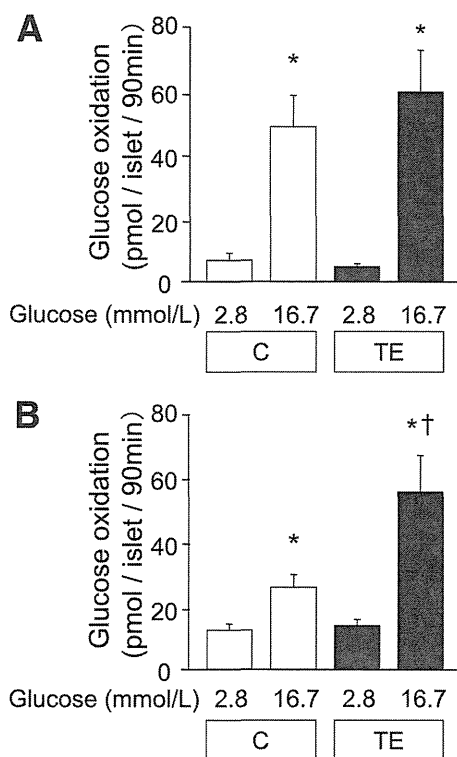 A
Glucose oxidation
(pmol / islet / 90min)
80
60
40
20
0
*
*
Glucose (mmol/L) 2.8 16.7 2.8 16.7
C TE
B
Glucose oxidation
(pmol / islet / 90min)
80
60
40
20
0
*
*†
Glucose (mmol/L) 2.8 16.7 2.8 16.7
C TE